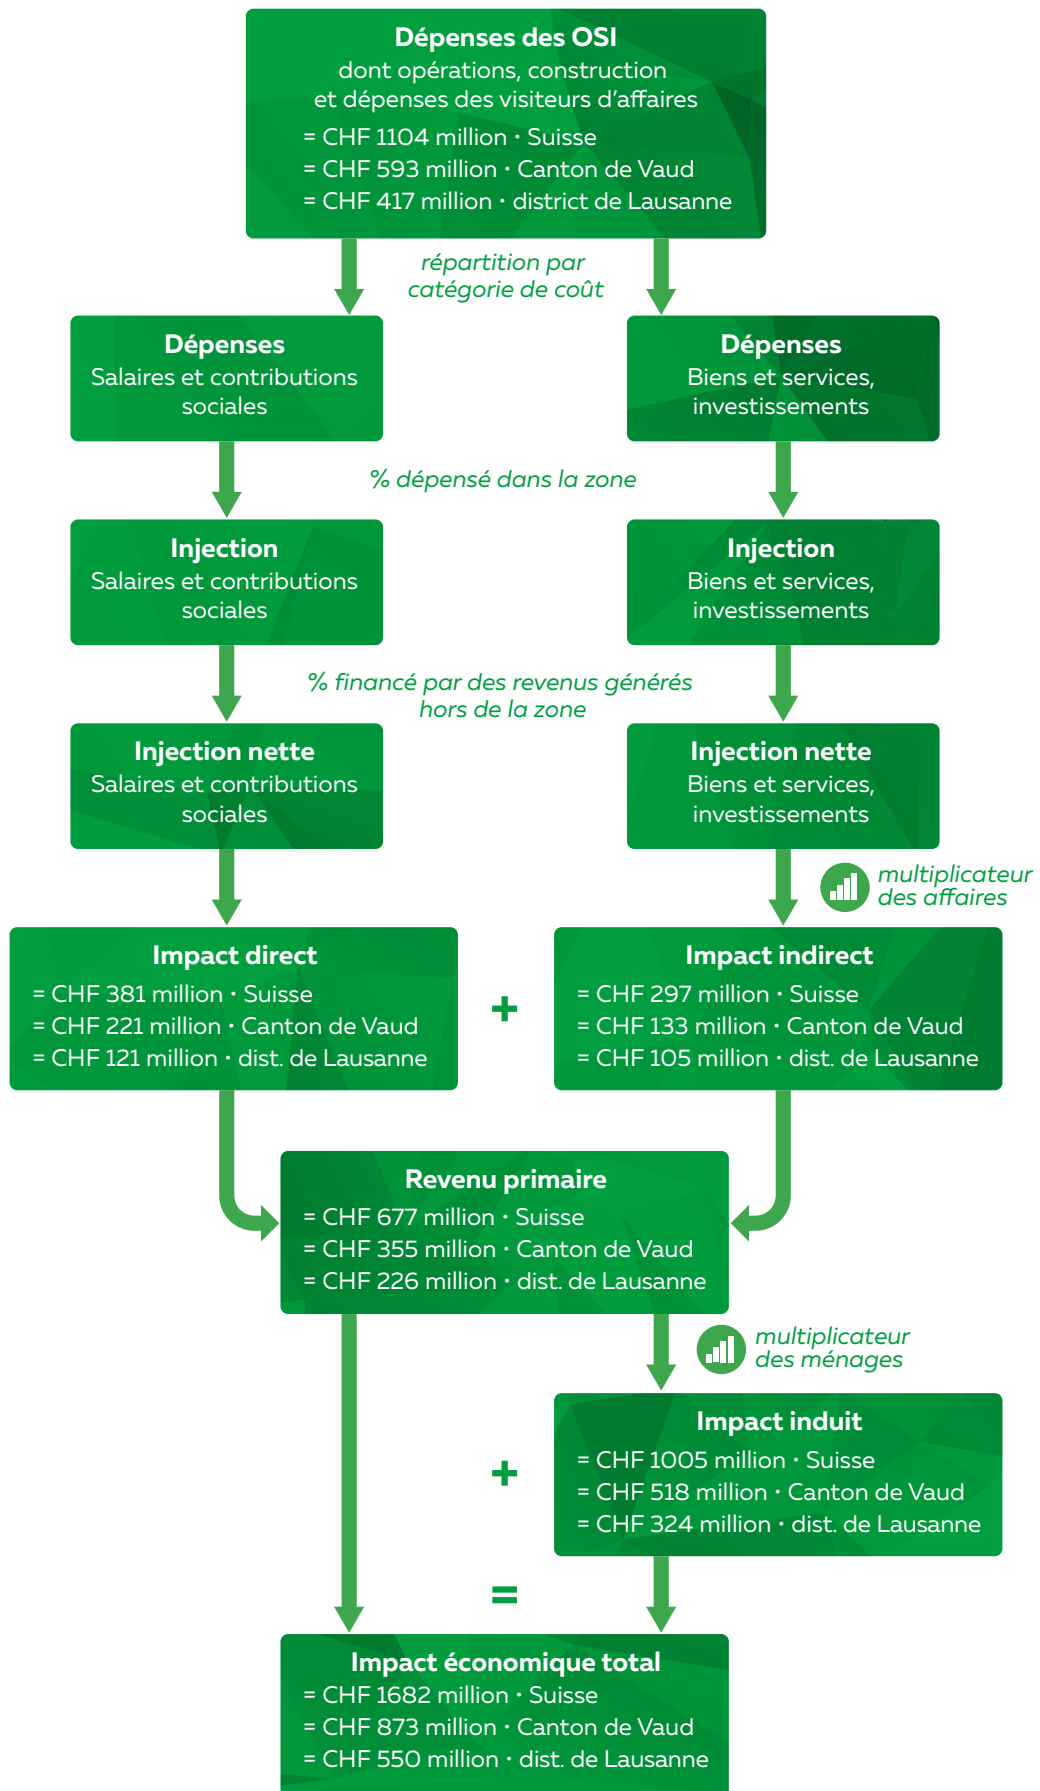 Dépenses des OSI
dont opérations, construction
et dépenses des visiteurs d’affaires
= CHF 1104 million • Suisse
= CHF 593 million • Canton de Vaud
= CHF 417 million • district de Lausanne
répartition par
catégorie de coût
Dépenses
Salaires et contributions
sociales
Dépenses
Biens et services,
investissements
% dépensé dans la zone
Injection
Salaires et contributions
sociales
Injection
Biens et services,
investissements
% financé par des revenus générés
hors de la zone
Injection nette
Salaires et contributions
sociales
Injection nette
Biens et services,
investissements
multiplicateur
des affaires
Impact direct
= CHF 381 million • Suisse
= CHF 221 million • Canton de Vaud
= CHF 121 million • dist. de Lausanne
+
Impact indirect
= CHF 297 million • Suisse
= CHF 133 million • Canton de Vaud
= CHF 105 million • dist. de Lausanne
Revenu primaire
= CHF 677 million • Suisse
= CHF 355 million • Canton de Vaud
= CHF 226 million • dist. de Lausanne
multiplicateur
des ménages
Impact induit
= CHF 1005 million • Suisse
= CHF 518 million • Canton de Vaud
= CHF 324 million • dist. de Lausanne
+
=
Impact économique total
= CHF 1682 million • Suisse
= CHF 873 million • Canton de Vaud
= CHF 550 million • dist. de Lausanne